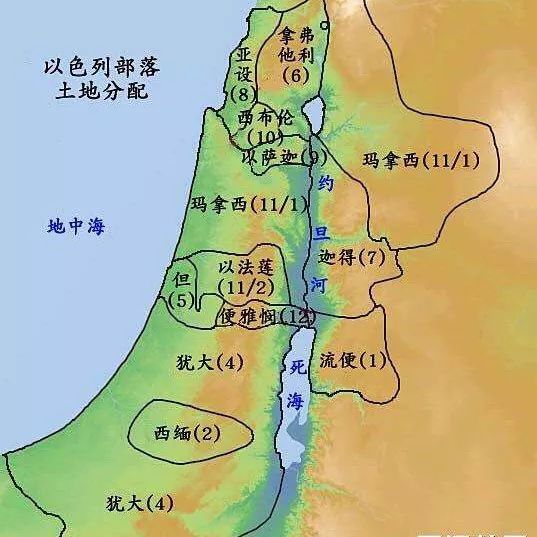 以色列部落
土地分配
拿弗
他利
(6)
亚
设
(8)
西布伦
(10)
以萨迦(9)
玛拿西(11/1)
玛拿西(11/1)
约
旦
河
地中海
迦得(7)
以法莲
(11/2)
但
(5)
便雅悯(12)
犹大(4)
流便(1)
死
海
西缅(2)
犹大(4)